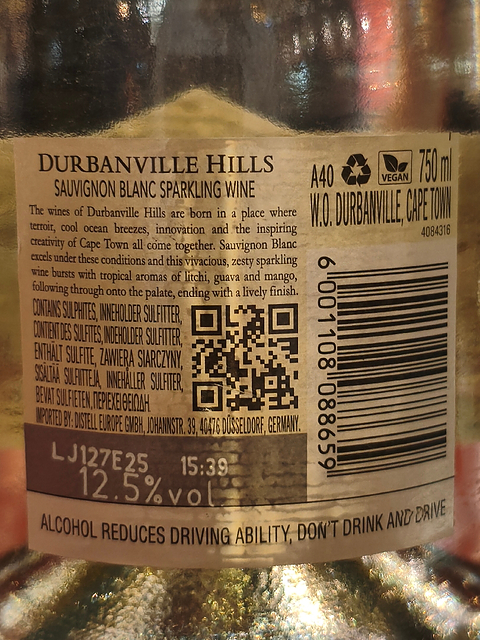 DURBANVILLE HILLS
SAUVIGNON BLANC SPARKLING WINE
The wines of Durbanville Hills are born in a place where
terroir, cool ocean breezes, innovation and the inspiring
creativity of Cape Town all come together. Sauvignon Blanc
excels under these conditions and this vivacious, zesty sparkling
wine bursts with tropical aromas of litchi, guava and mango,
following through onto the palate, ending with a lively finish.
CONTAINS SULPHITES, INNEHOLDER SULFITTER,
CONTIENT DES SULFITES, INDEHOLDER SULFITTER,
ENTHÄLT SULFITE, ZAWIERA SIARCZYNY,
SISÄLTÄÄ SULFIITTEJA, INNEHÅLLER SULFITER,
BEVAT SULFIETEN, ΠΕΡΙΕΧΕΙ ΘΕΙΩΔΗ.
IMPORTED BY: DISTELL EUROPE GMBH, JOHANNSTR. 39, 40476 DÜSSELDORF, GERMANY.
LJ127E25 15:39
12.5%vol
A40 VEGAN 750 ml
W.O. DURBANVILLE, CAPE TOWN
4084316
6 001108 088659
ALCOHOL REDUCES DRIVING ABILITY, DON'T DRINK AND DRIVE.